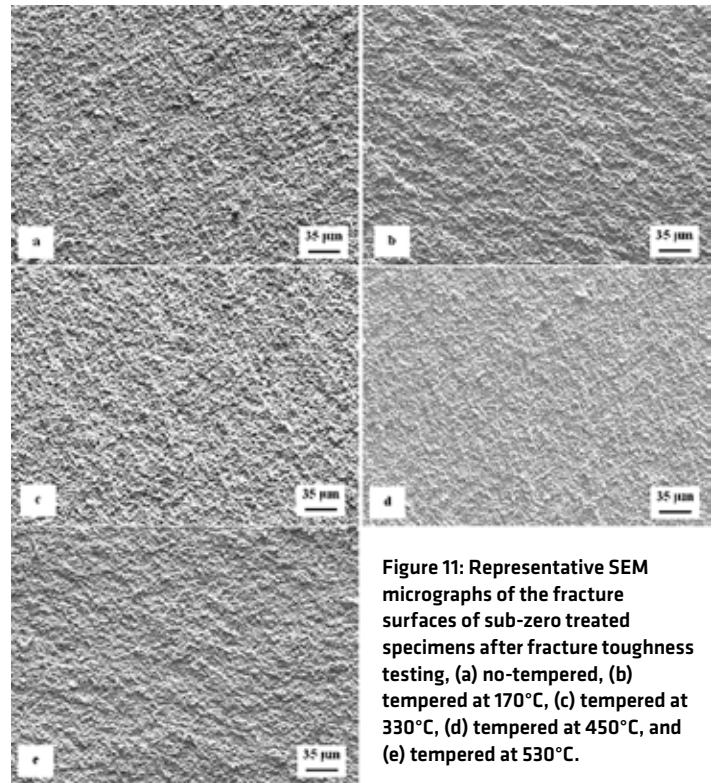 a
35 µm
b
35 µm
c
35 µm
d
35 µm
e
35 µm
Figure 11: Representative SEM
micrographs of the fracture
surfaces of sub-zero treated
specimens after fracture toughness
testing, (a) no-tempered, (b)
tempered at 170°C, (c) tempered at
330°C, (d) tempered at 450°C, and
(e) tempered at 530°C.